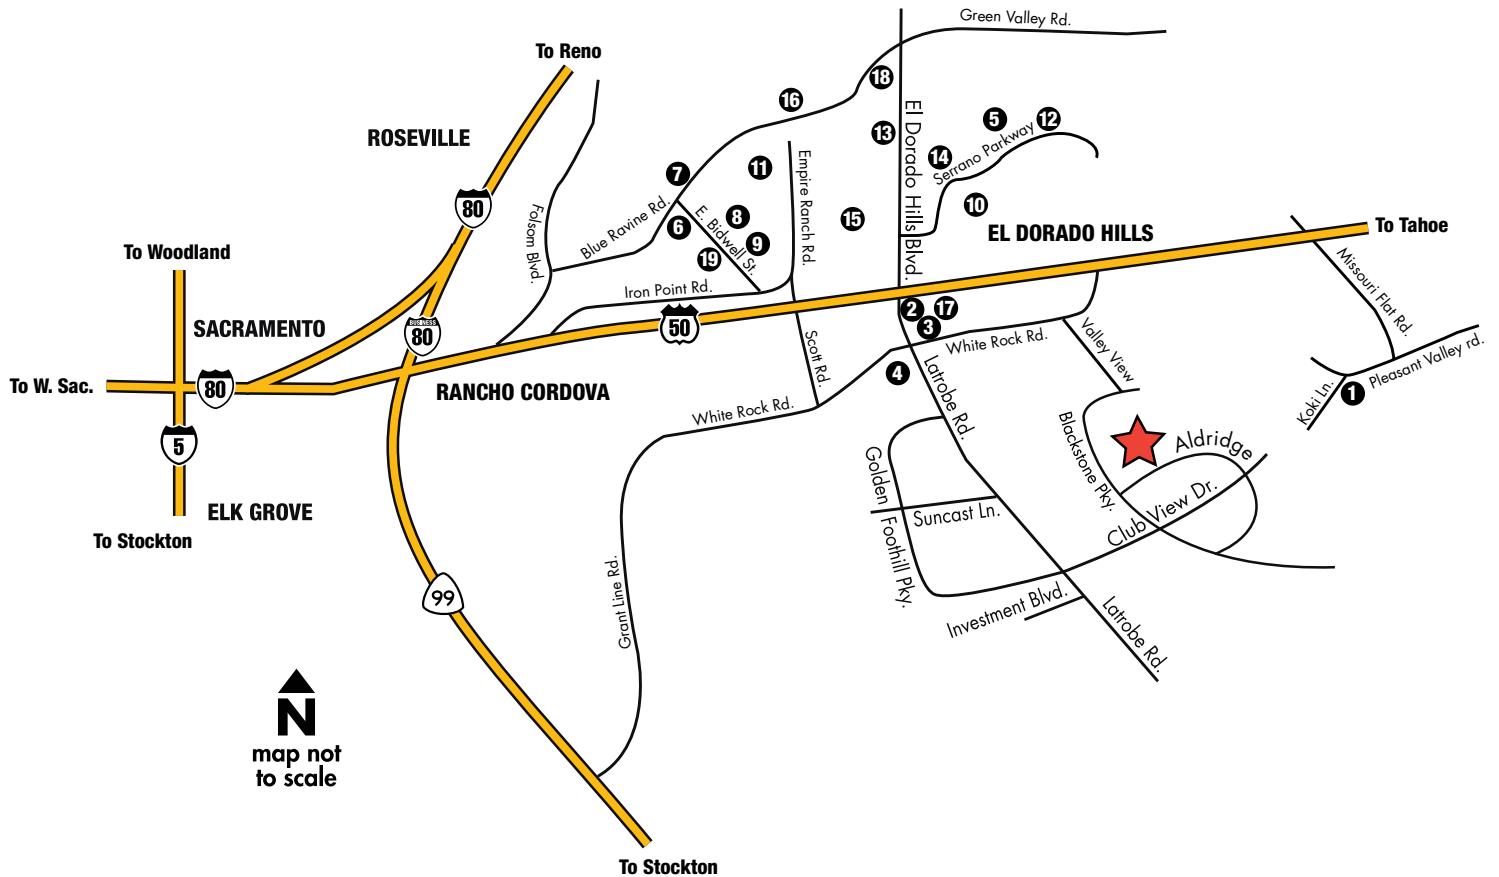 Green Valley Rd.
To Reno
18
16
El Dorado Hills Blvd.
5
12
13
ROSEVILLE
Serrano Parkway
14
Empire Ranch Rd.
11
7
80
Folsom Blvd.
Blue Ravine Rd.
E. Bidwell St.
8
6
15
10
EL DORADO HILLS
To Tahoe
9
19
To Woodland
Missouri Flat Rd.
Iron Point Rd.
2
17
3
SACRAMENTO
BUSINESS
80
50
White Rock Rd.
Valley View
Scott Rd.
Pleasant Valley rd.
To W. Sac.
80
RANCHO CORDOVA
4
Latrobe Rd.
Koki Ln.
1
White Rock Rd.
5
Blackstone Pky.
Aldridge
Golden
Foothill Pky.
Suncast Ln.
Club View Dr.
ELK GROVE
To Stockton
99
Grant Line Rd.
Investment Blvd.
Latrobe Rd.
N
map not
to scale
To Stockton